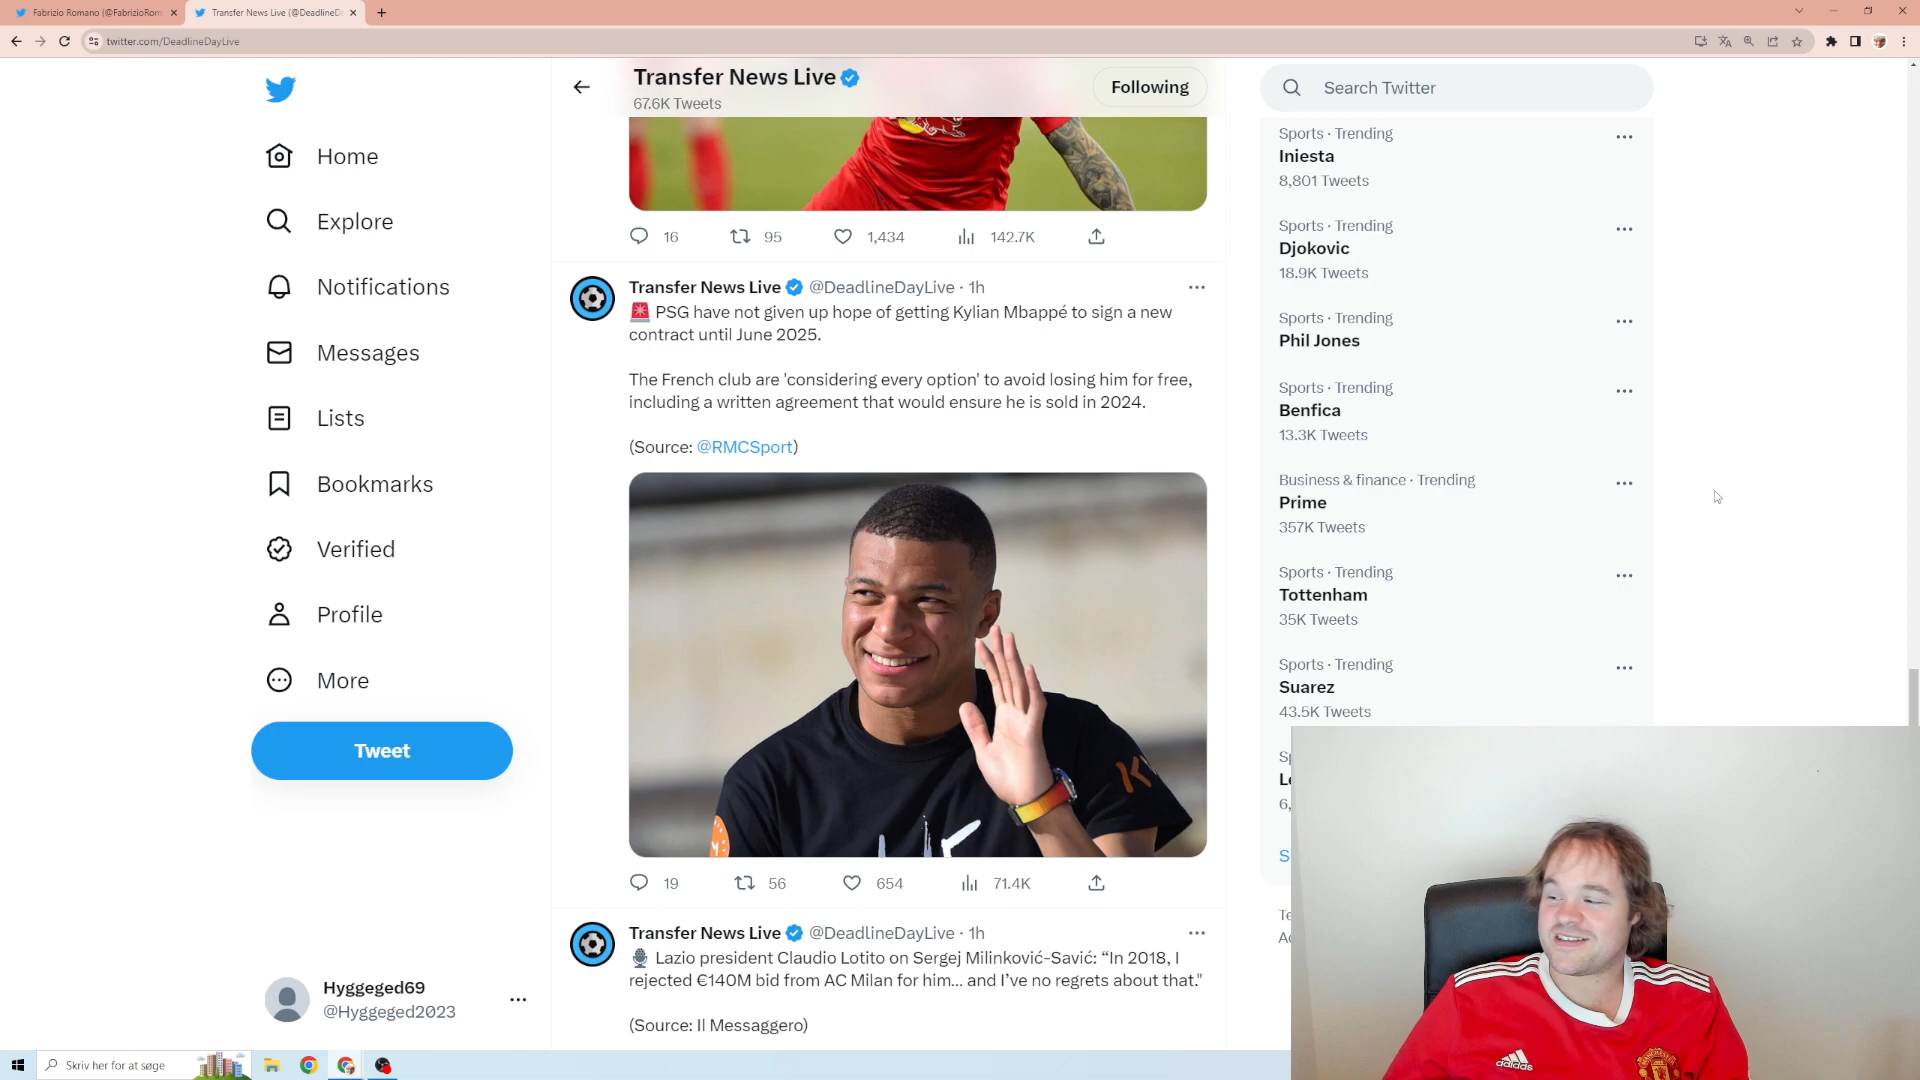 Fabrizio Romano (@FabrizioRom
Transfer News Live (@DeadlineD
twitter.com/DeadlineDayLive
Home
Explore
Notifications
Messages
Lists
Bookmarks
Verified
Profile
More
Tweet
Hyggeged69
@Hyggeged2023
Transfer News Live
67.6K Tweets
Following
16 95 1,434 142.7K
Transfer News Live @DeadlineDayLive · 1h
PSG have not given up hope of getting Kylian Mbappé to sign a new
contract until June 2025.
The French club are 'considering every option' to avoid losing him for free,
including a written agreement that would ensure he is sold in 2024.
(Source: @RMCSport)
19 56 654 71.4K
Transfer News Live @DeadlineDayLive · 1h
Lazio president Claudio Lotito on Sergej Milinković-Savić: “In 2018, I
rejected €140M bid from AC Milan for him... and I’ve no regrets about that."
(Source: Il Messaggero)
Search Twitter
Sports · Trending
Iniesta
8,801 Tweets
Sports · Trending
Djokovic
18.9K Tweets
Sports · Trending
Phil Jones
Sports · Trending
Benfica
13.3K Tweets
Business & finance · Trending
Prime
357K Tweets
Sports · Trending
Tottenham
35K Tweets
Sports · Trending
Suarez
43.5K Tweets
adidas
Skriv her for at søge